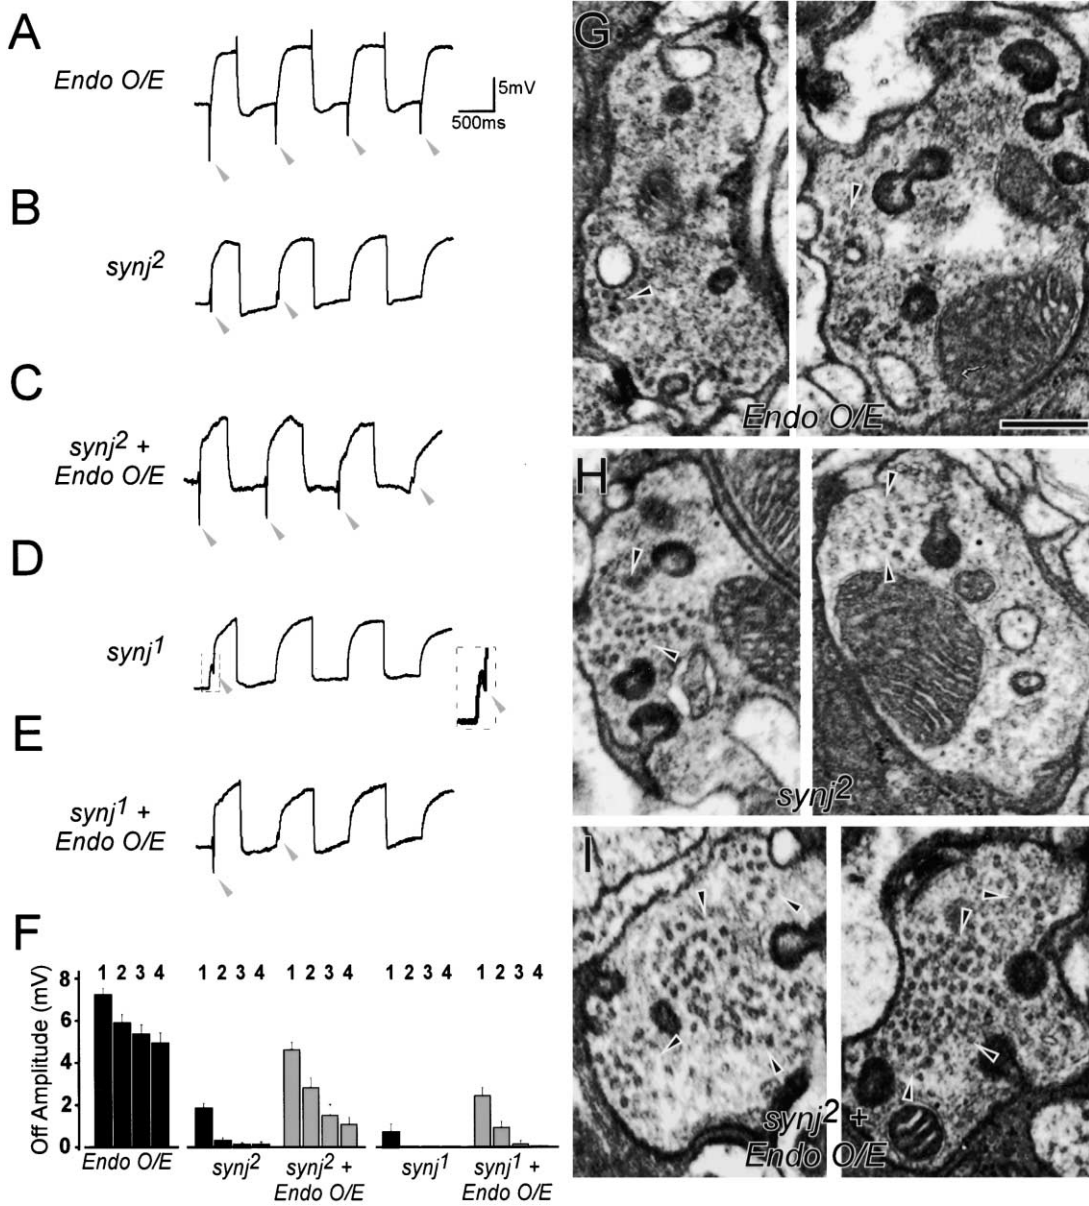 A
Endo O/E
5mV
500ms
B
synj2
C
synj2 +
Endo O/E
D
synj1
E
synj1 +
Endo O/E
F
Off Amplitude (mV)
8
6
4
2
0
1 2 3 4
1 2 3 4
1 2 3 4
1 2 3 4
1 2 3 4
Endo O/E
synj2
synj2 +
Endo O/E
synj1
synj1 +
Endo O/E
G
Endo O/E
H
synj2
I
synj2 +
Endo O/E